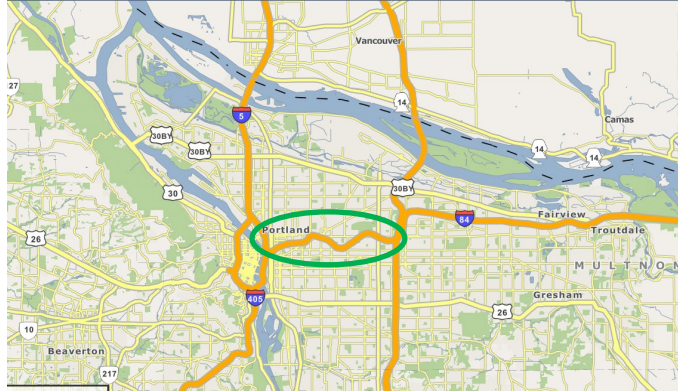 Vancouver
27
14
Camas
5
30BY
14
30BY
14
30
30BY
84
Fairview
Portland
Troutdale
26
MULTNOM
405
Gresham
26
10
Beaverton
217